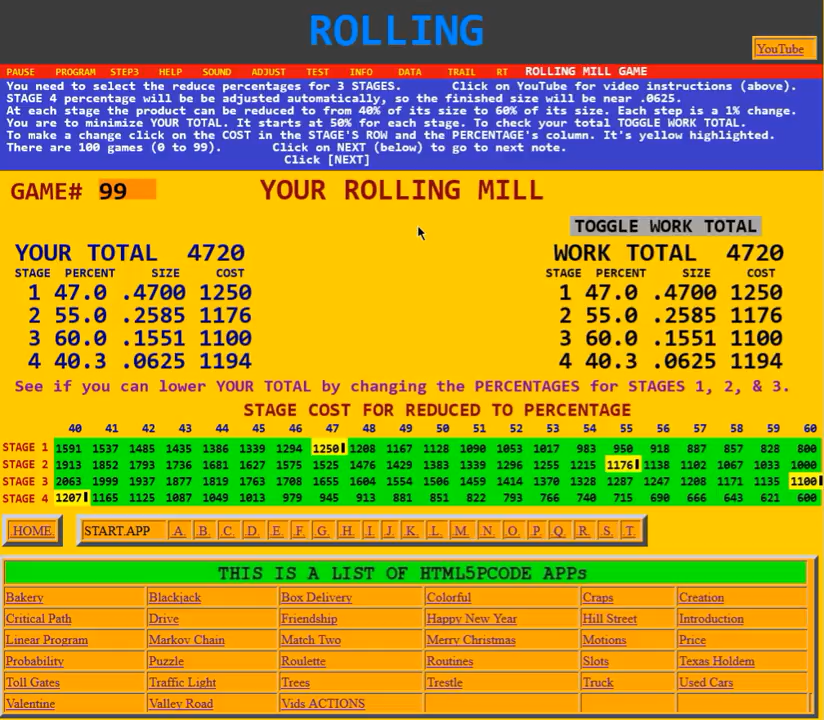 ROLLING
YouTube
PAUSE PROGRAM STEP3 HELP SOUND ADJUST TEST INFO DATA TRAIL RT ROLLING MILL GAME
You need to select the reduce percentages for 3 STAGES. Click on YouTube for video instructions (above).
STAGE 4 percentage will be be adjusted automatically, so the finished size will be near .0625.
At each stage the product can be reduced to from 40% of its size to 60% of its size. Each step is a 1% change.
You are to minimize YOUR TOTAL. It starts at 50% for each stage. To check your total TOGGLE WORK TOTAL.
To make a change click on the COST in the STAGE'S ROW and the PERCENTAGE's column. It's yellow highlighted.
There are 100 games (0 to 99). Click on NEXT (below) to go to next note.
Click [NEXT]
GAME# 99 YOUR ROLLING MILL
TOGGLE WORK TOTAL
YOUR TOTAL 4720 WORK TOTAL 4720
STAGE PERCENT SIZE COST STAGE PERCENT SIZE COST
1 47.0 .4700 1250 1 47.0 .4700 1250
2 55.0 .2585 1176 2 55.0 .2585 1176
3 60.0 .1551 1100 3 60.0 .1551 1100
4 40.3 .0625 1194 4 40.3 .0625 1194
See if you can lower YOUR TOTAL by changing the PERCENTAGES for STAGES 1, 2, & 3.
STAGE COST FOR REDUCED TO PERCENTAGE
40 41 42 43 44 45 46 47 48 49 50 51 52 53 54 55 56 57 58 59 60
STAGE 1 1591 1537 1485 1435 1386 1339 1294 1250 1208 1167 1128 1090 1053 1017 983 950 918 887 857 828 800
STAGE 2 1913 1852 1793 1736 1681 1627 1575 1525 1476 1429 1383 1339 1296 1255 1215 1176 1138 1102 1067 1033 1000
STAGE 3 2063 1999 1937 1877 1819 1763 1708 1655 1604 1554 1506 1459 1414 1370 1328 1287 1247 1208 1171 1135 1100
STAGE 4 1207 1165 1125 1087 1049 1013 979 945 913 881 851 822 793 766 740 715 690 666 643 621 600
HOME START.APP A. B. C. D. E. F. G. H. I. J. K. L. M. N. O. P. Q. R. S. T.
THIS IS A LIST OF HTML5PCODE APPs
Bakery Blackjack Box Delivery Colorful Craps Creation
Critical Path Drive Friendship Happy New Year Hill Street Introduction
Linear Program Markov Chain Match Two Merry Christmas Motions Price
Probability Puzzle Roulette Routines Slots Texas Holdem
Toll Gates Traffic Light Trees Trestle Truck Used Cars
Valentine Valley Road Vids ACTIONS